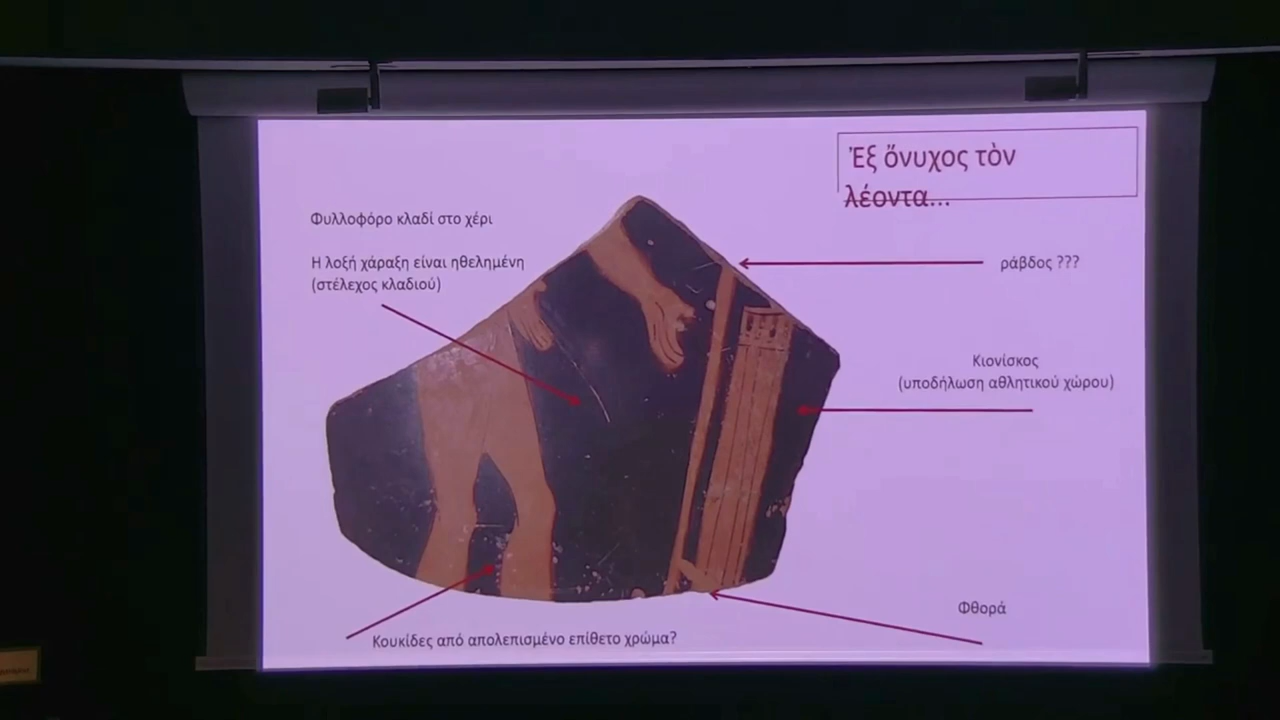 Ἐξ ὄνυχος τὸν
λέοντα...
Φυλλοφόρο κλαδί στο χέρι
Η λοξή χάραξη είναι ηθελημένη
(στέλεχος κλαδιού)
ράβδος ???
Κιονίσκος
(υποδήλωση αθλητικού χώρου)
Φθορά
Κουκίδες από απολεπισμένο επίθετο χρώμα?